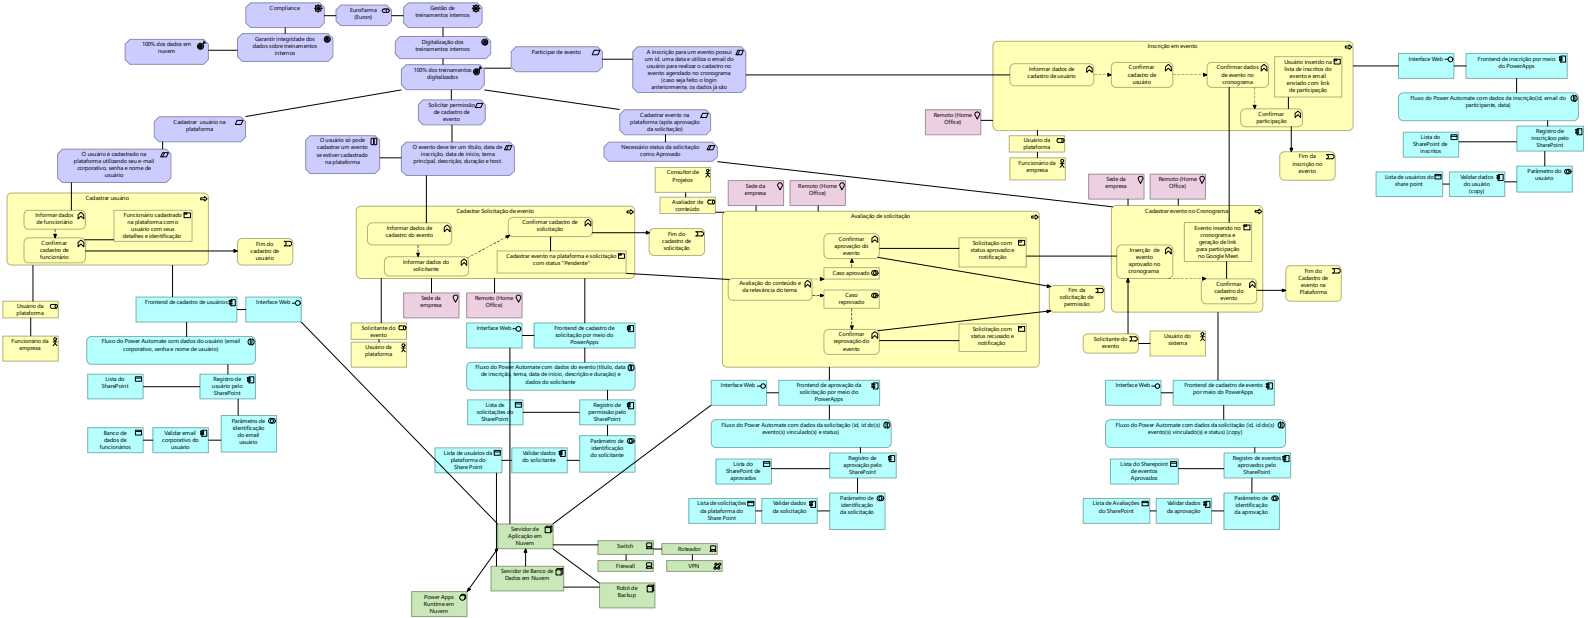 Compliance
EuroFarma
(Euron)
Gestão de
treinamentos internos
100% dos dados em
nuvem
Garantir integridade dos
dados sobre treinamentos
internos
Digitalização dos
treinamentos internos
100% dos treinamentos
digitalizados
Participar de evento
A inscrição para um evento possui
um id, uma data e utiliza o email do
usuário para realizar o cadastro no
evento agendado no cronograma
(caso seja feito o login
anteriormente, os dados já são
Cadastrar usuário na
plataforma
Solicitar permissão
de cadastro de
evento
Cadastrar evento na
plataforma (após aprovação
da solicitação)
O usuário é cadastrado na
plataforma utilizando seu e-mail
corporativo, senha e nome de
usuário
O usuário só pode
cadastrar um evento
se estiver cadastrado
na plataforma
O evento deve ter um título, data de
inscrição, data de início, tema
principal, descrição, duração e host.
Necessário status da solicitação
como Aprovado
Inscrição em evento
Informar dados de
cadastro de usuário
Confirmar
cadastro de
usuário
Confirmar dados
de evento no
cronograma
Usuário inserido na
lista de inscritos do
evento e email
enviado com link
de participação
Confirmar
participação
Remoto (Home
Office)
Usuário da
plataforma
Funcionário da
empresa
Fim da
inscrição no
evento
Interface Web
Frontend de inscrição por meio
do PowerApps
Fluxo do Power Automate com dados da inscrição(id, email do
participante, data)
Lista do
SharePoint de
inscritos
Registro de
inscrição pelo
SharePoint
Lista de usuários do
share point
Validar dados
do usuário
(copy)
Parâmetro do
usuário
Cadastrar usuário
Informar dados
de funcionário
Confirmar
cadastro de
funcionário
Funcionário cadastrado
na plataforma como
usuário com seus
detalhes e identificação
Fim do
cadastro de
usuário
Usuário da
plataforma
Funcionário da
empresa
Frontend de cadastro de usuários
Interface Web
Fluxo do Power Automate com dados do usuário (email
corporativo, senha e nome de usuário)
Lista do
SharePoint
Registro de
usuário pelo
SharePoint
Banco de
dados de
funcionários
Validar email
corporativo do
usuário
Parâmetro de
identificação
do email
usuário
Cadastrar Solicitação de evento
Informar dados de
cadastro do evento
Informar dados do
solicitante
Confirmar cadastro de
solicitação
Cadastrar evento na plataforma e solicitação
com status "Pendente"
Fim do
cadastro de
solicitação
Sede da
empresa
Remoto (Home
Office)
Solicitante do
evento
Usuário da
plataforma
Interface Web
Frontend de cadastro de
solicitação por meio do
PowerApps
Fluxo do Power Automate com dados do evento (título, data
de inscrição, tema, data de início, descrição e duração) e
dados do solicitante
Lista de
solicitações do
SharePoint
Registro de
permissão pelo
SharePoint
Lista de usuários da
plataforma do
Share Point
Validar dados
do solicitante
Parâmetro de
identificação
do solicitante
Consultor de
Projetos
Avaliador de
conteúdo
Sede da
empresa
Remoto (Home
Office)
Avaliação de solicitação
Avaliação do conteúdo e
da relevância do tema
Confirmar
aprovação do
evento
Caso aprovado
Caso
reprovado
Confirmar
reprovação do
evento
Solicitação com
status aprovado e
notificação
Solicitação com
status recusado e
notificação
Fim da
solicitação de
permissão
Interface Web
Frontend de aprovação da
solicitação por meio do
PowerApps
Fluxo do Power Automate com dados da solicitação (id, id do(s)
evento(s) vinculado(s) e status)
Lista do
SharePoint de
aprovados
Registro de
aprovação pelo
SharePoint
Lista de solicitações
da plataforma do
Share Point
Validar dados
da solicitação
Parâmetro de
identificação
da solicitação
Sede da
empresa
Remoto (Home
Office)
Cadastrar evento no Cronograma
Inserção de
evento
aprovado no
cronograma
Evento inserido no
cronograma e
geração de link
para participação
no Google Meet
Confirmar
cadastro do
evento
Fim do
Cadastro de
evento na
Plataforma
Solicitante do
evento
Usuário do
sistema
Interface Web
Frontend de cadastro de evento
por meio do PowerApps
Fluxo do Power Automate com dados da solicitação (id, id do(s)
evento(s) vinculado(s) e status) (copy)
Lista do Sharepoint
de eventos
Aprovados
Registro de eventos
aprovados pelo
SharePoint
Lista de Avaliações
do SharePoint
Validar dados
da aprovação
Parâmetro de
identificação
da aprovação
Servidor de
Aplicação em
Nuvem
Servidor de Banco de
Dados em Nuvem
Power Apps
Runtime em
Nuvem
Switch
Roteador
Firewall
VPN
Robô de
Backup